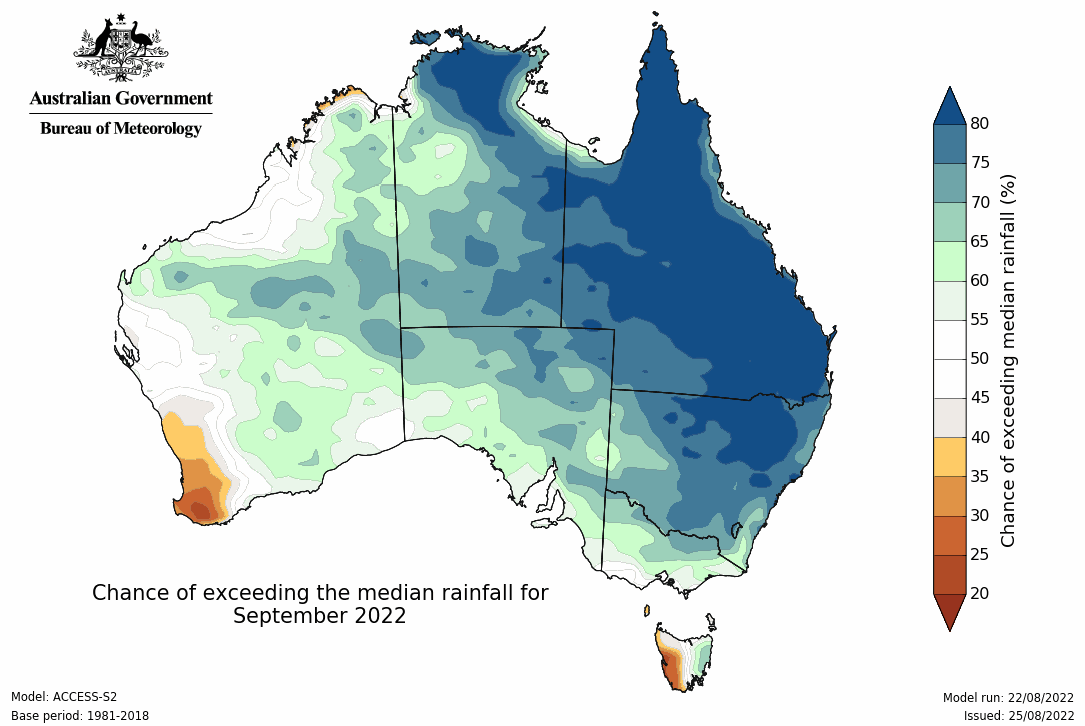 Australian Government
Bureau of Meteorology
80
75
70
65
60
55
50
45
40
35
30
25
20
Chance of exceeding median rainfall (%)
Chance of exceeding the median rainfall for
September 2022
Model: ACCESS-S2
Base period: 1981-2018
Model run: 22/08/2022
Issued: 25/08/2022